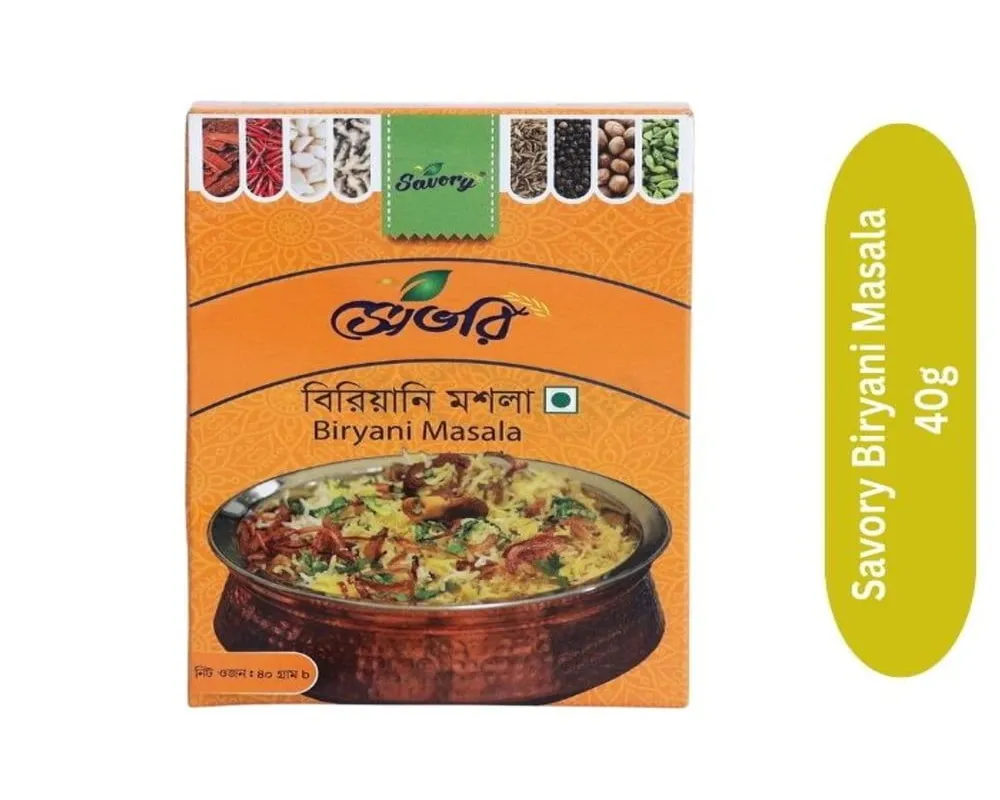 Savory
সেভরি
বিরিয়ানি মশলা
Biryani Masala
নিট ওজন : ৪০ গ্রাম b
Savory Biryani Masala
40g